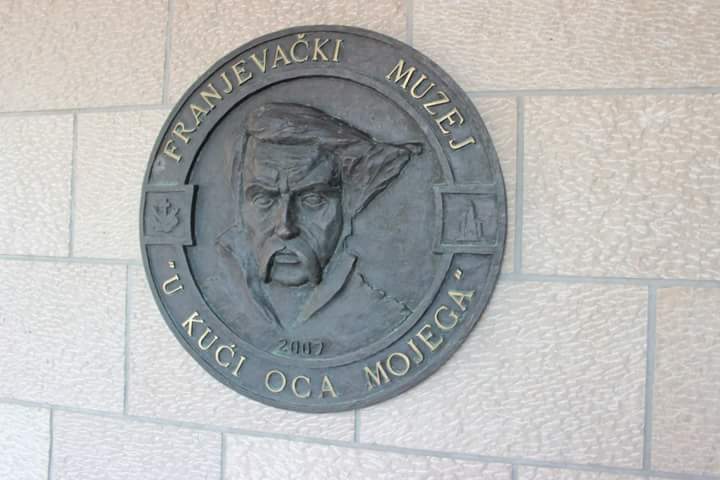 FRANJEVAČKI MUZEJ
2007
"U KUĆI OCA MOJEGA"